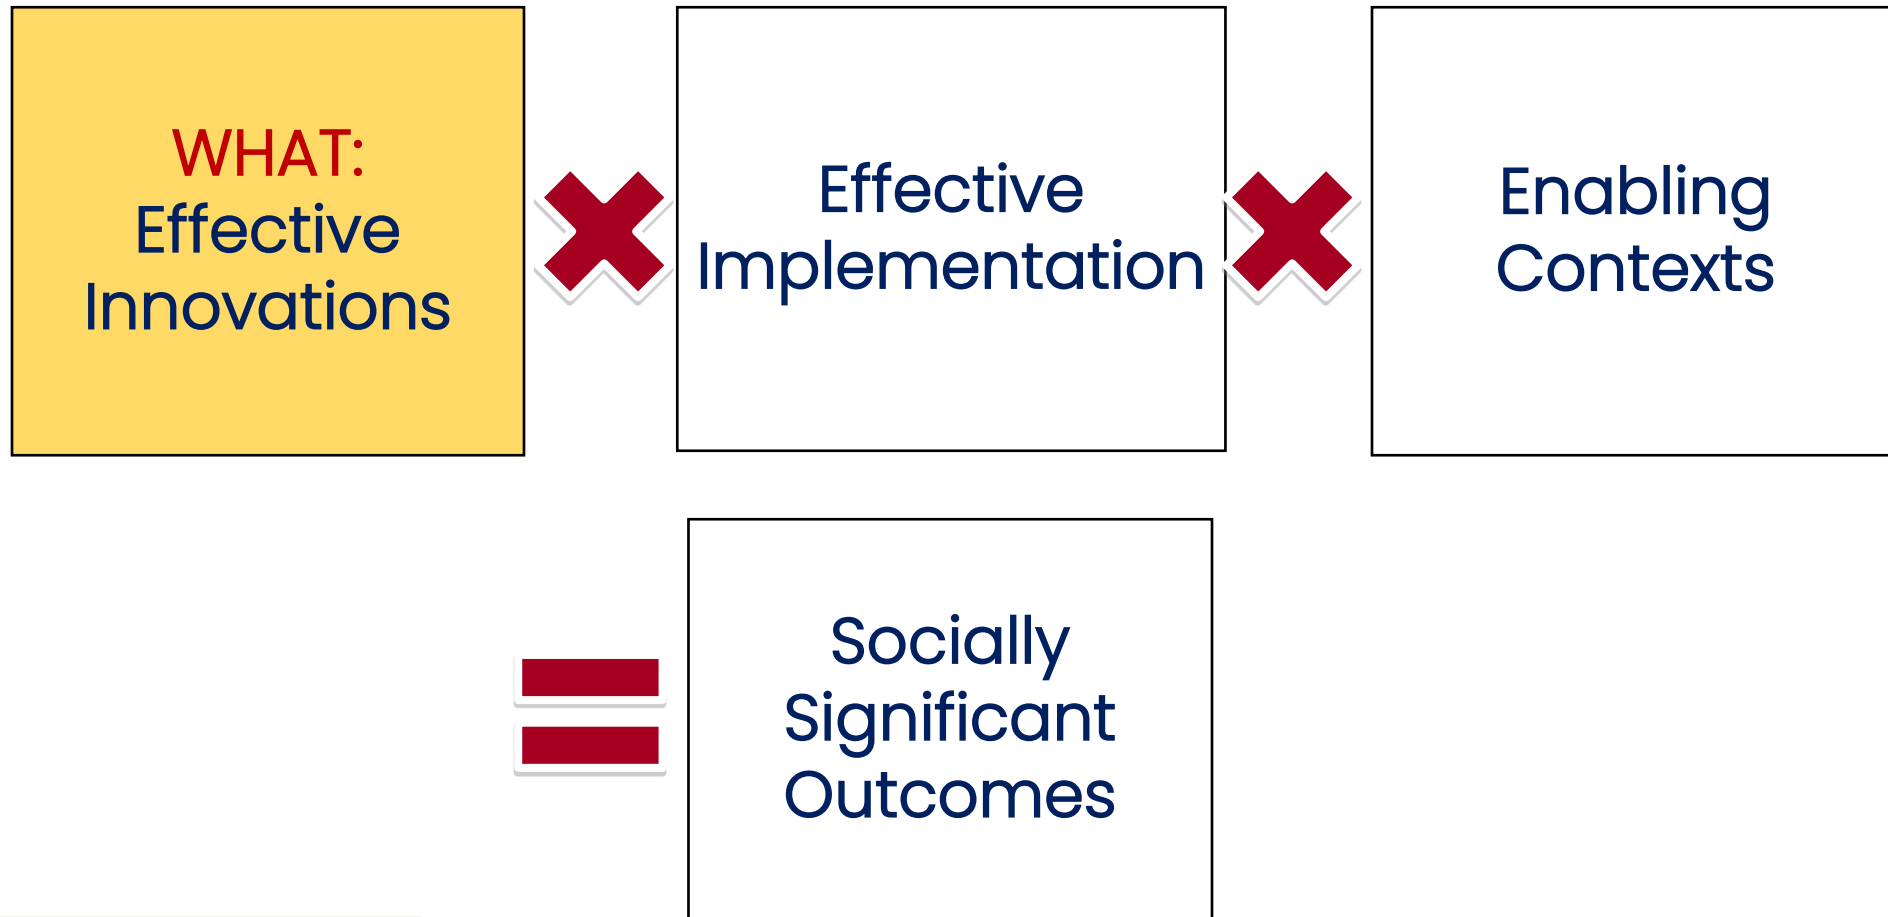 WHAT:
Effective
Innovations
Effective
Implementation
Enabling
Contexts
Socially
Significant
Outcomes